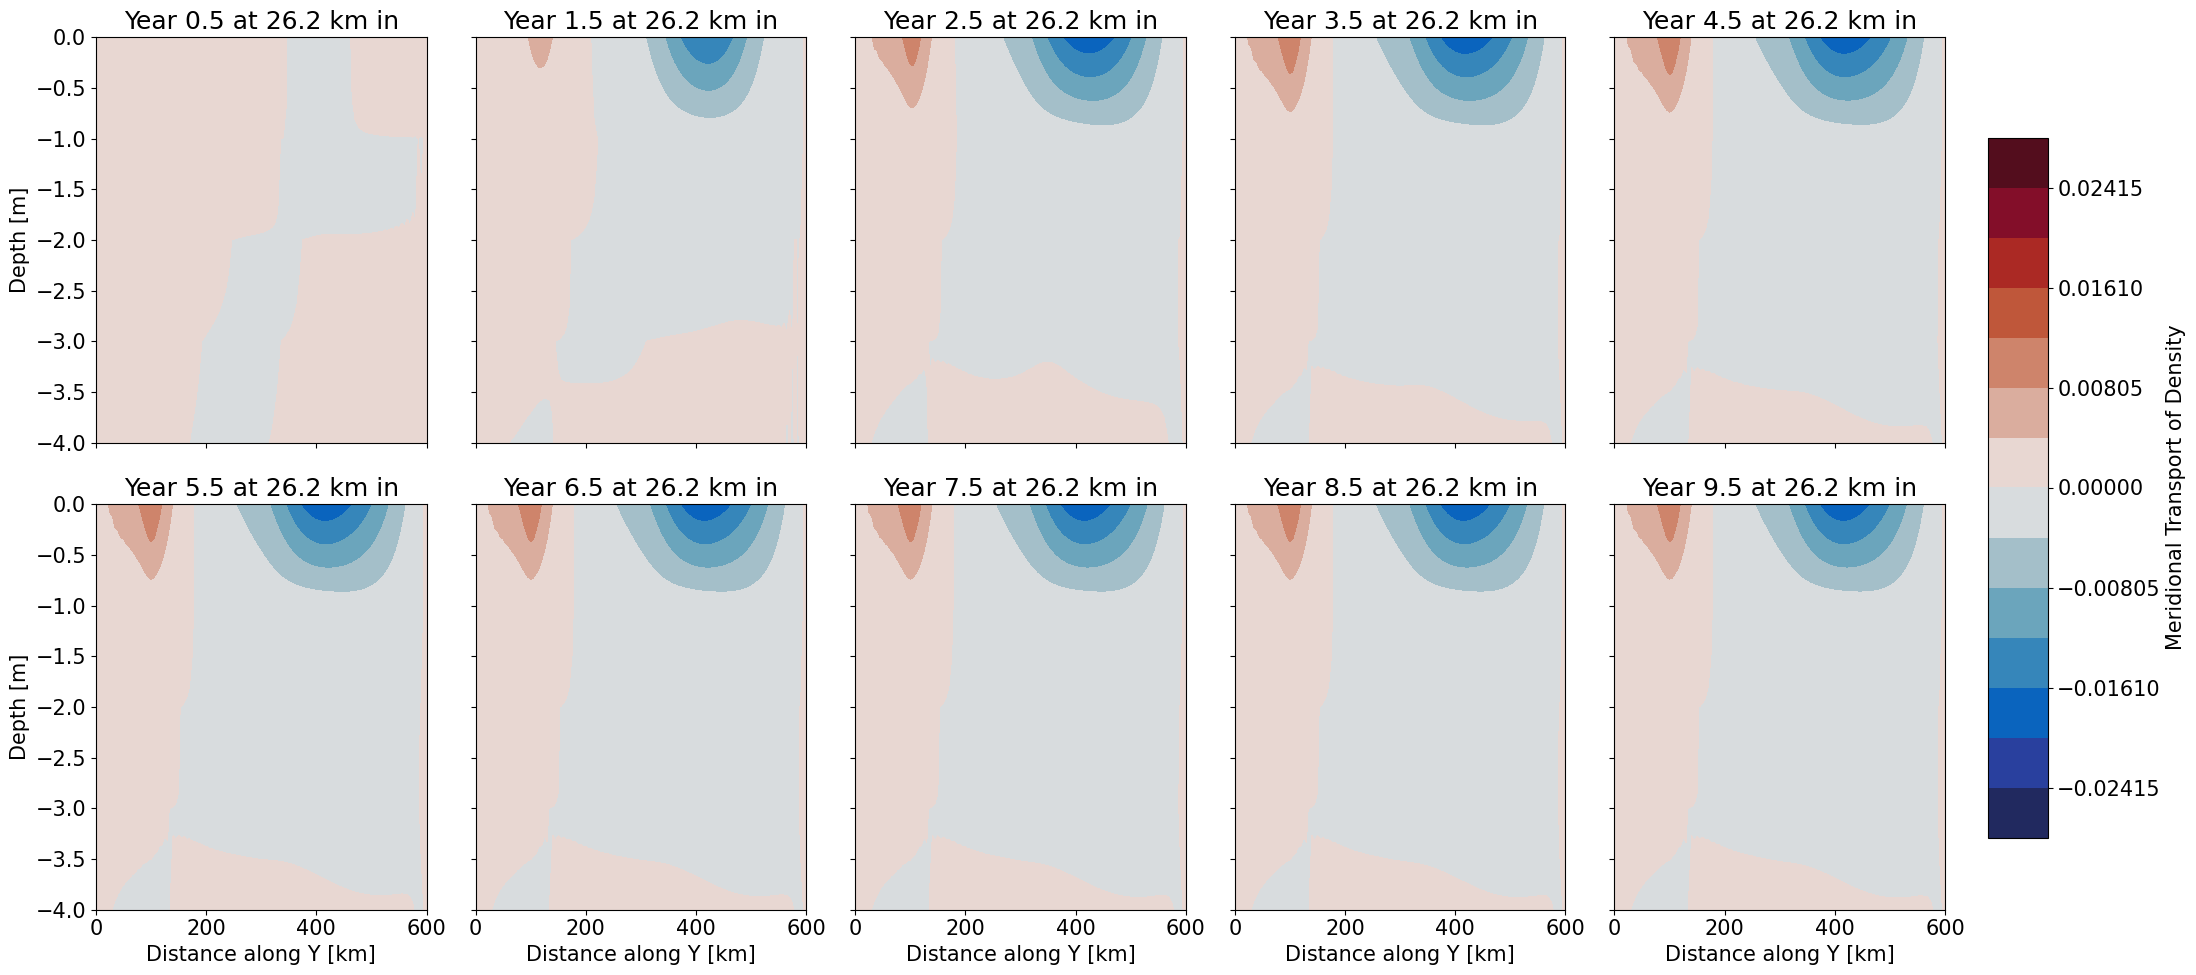 Year 0.5 at 26.2 km in
Year 1.5 at 26.2 km in
Year 2.5 at 26.2 km in
Year 3.5 at 26.2 km in
Year 4.5 at 26.2 km in
0.0
−0.5
−1.0
−1.5
−2.0
−2.5
−3.0
−3.5
−4.0
Depth [m]
Year 5.5 at 26.2 km in
Year 6.5 at 26.2 km in
Year 7.5 at 26.2 km in
Year 8.5 at 26.2 km in
Year 9.5 at 26.2 km in
0.0
−0.5
−1.0
−1.5
−2.0
−2.5
−3.0
−3.5
−4.0
Depth [m]
0 200 400 600
0 200 400 600
0 200 400 600
0 200 400 600
0 200 400 600
Distance along Y [km]
Distance along Y [km]
Distance along Y [km]
Distance along Y [km]
Distance along Y [km]
0.02415
0.01610
0.00805
0.00000
−0.00805
−0.01610
−0.02415
Meridional Transport of Density